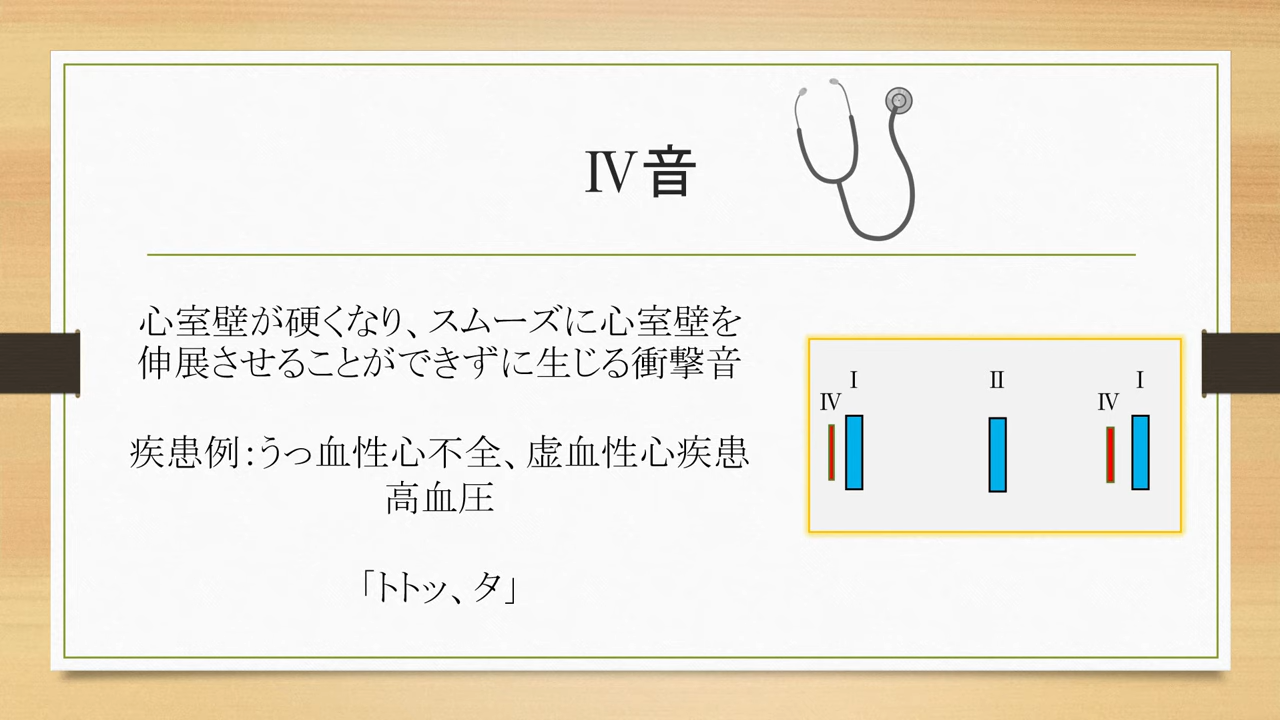 Ⅳ音
心室壁が硬くなり、スムーズに心室壁を
伸展させることができずに生じる衝撃音
疾患例:うっ血性心不全、虚血性心疾患
高血圧
「トトッ、タ」
Ⅰ Ⅱ Ⅰ
Ⅳ Ⅳ